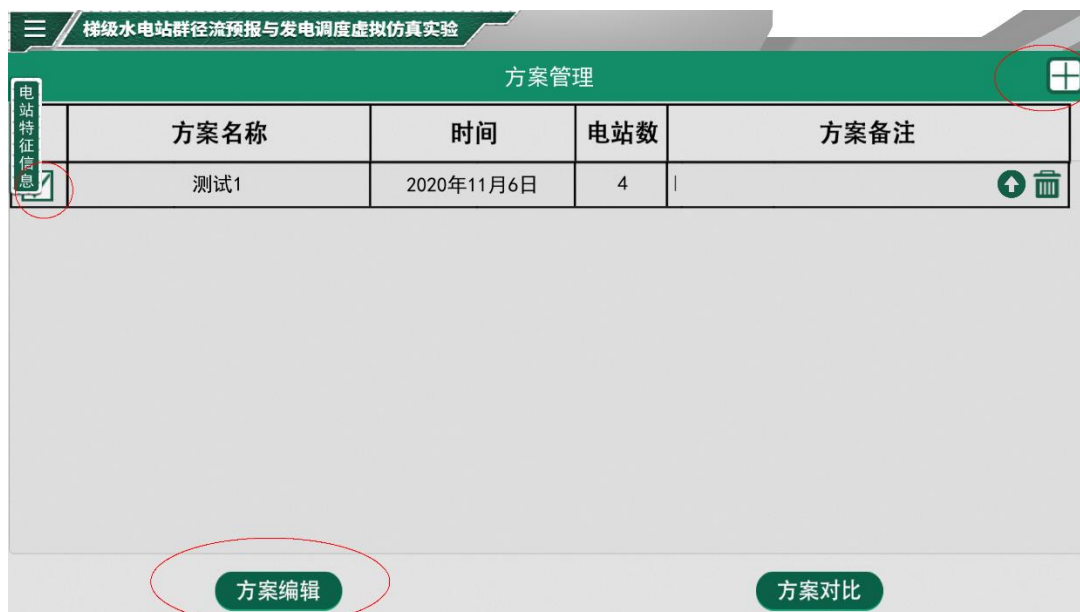 梯级水电站群径流预报与发电调度虚拟仿真实验
方案管理
电站特征信息
方案名称 时间 电站数 方案备注
测试1 2020年11月6日 4
方案编辑 方案对比